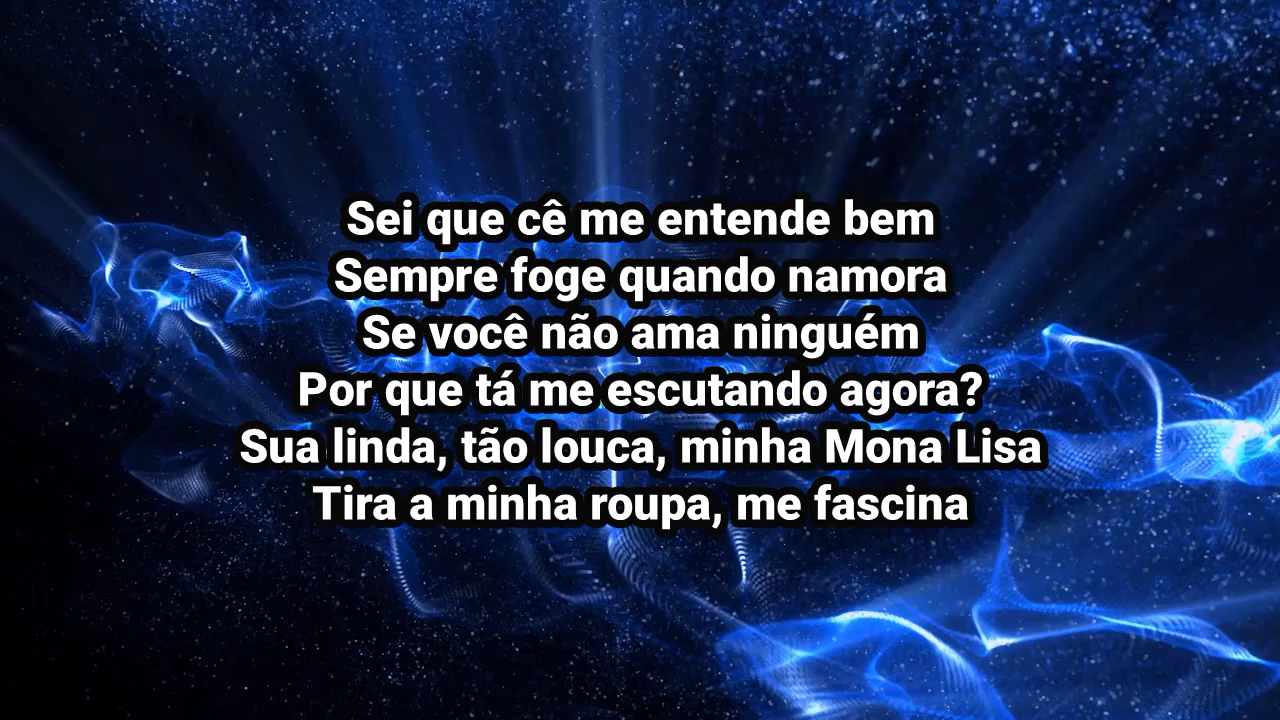 Sei que cê me entende bem
Sempre foge quando namora
Se você não ama ninguém
Por que tá me escutando agora?
Sua linda, tão louca, minha Mona Lisa
Tira a minha roupa, me fascina